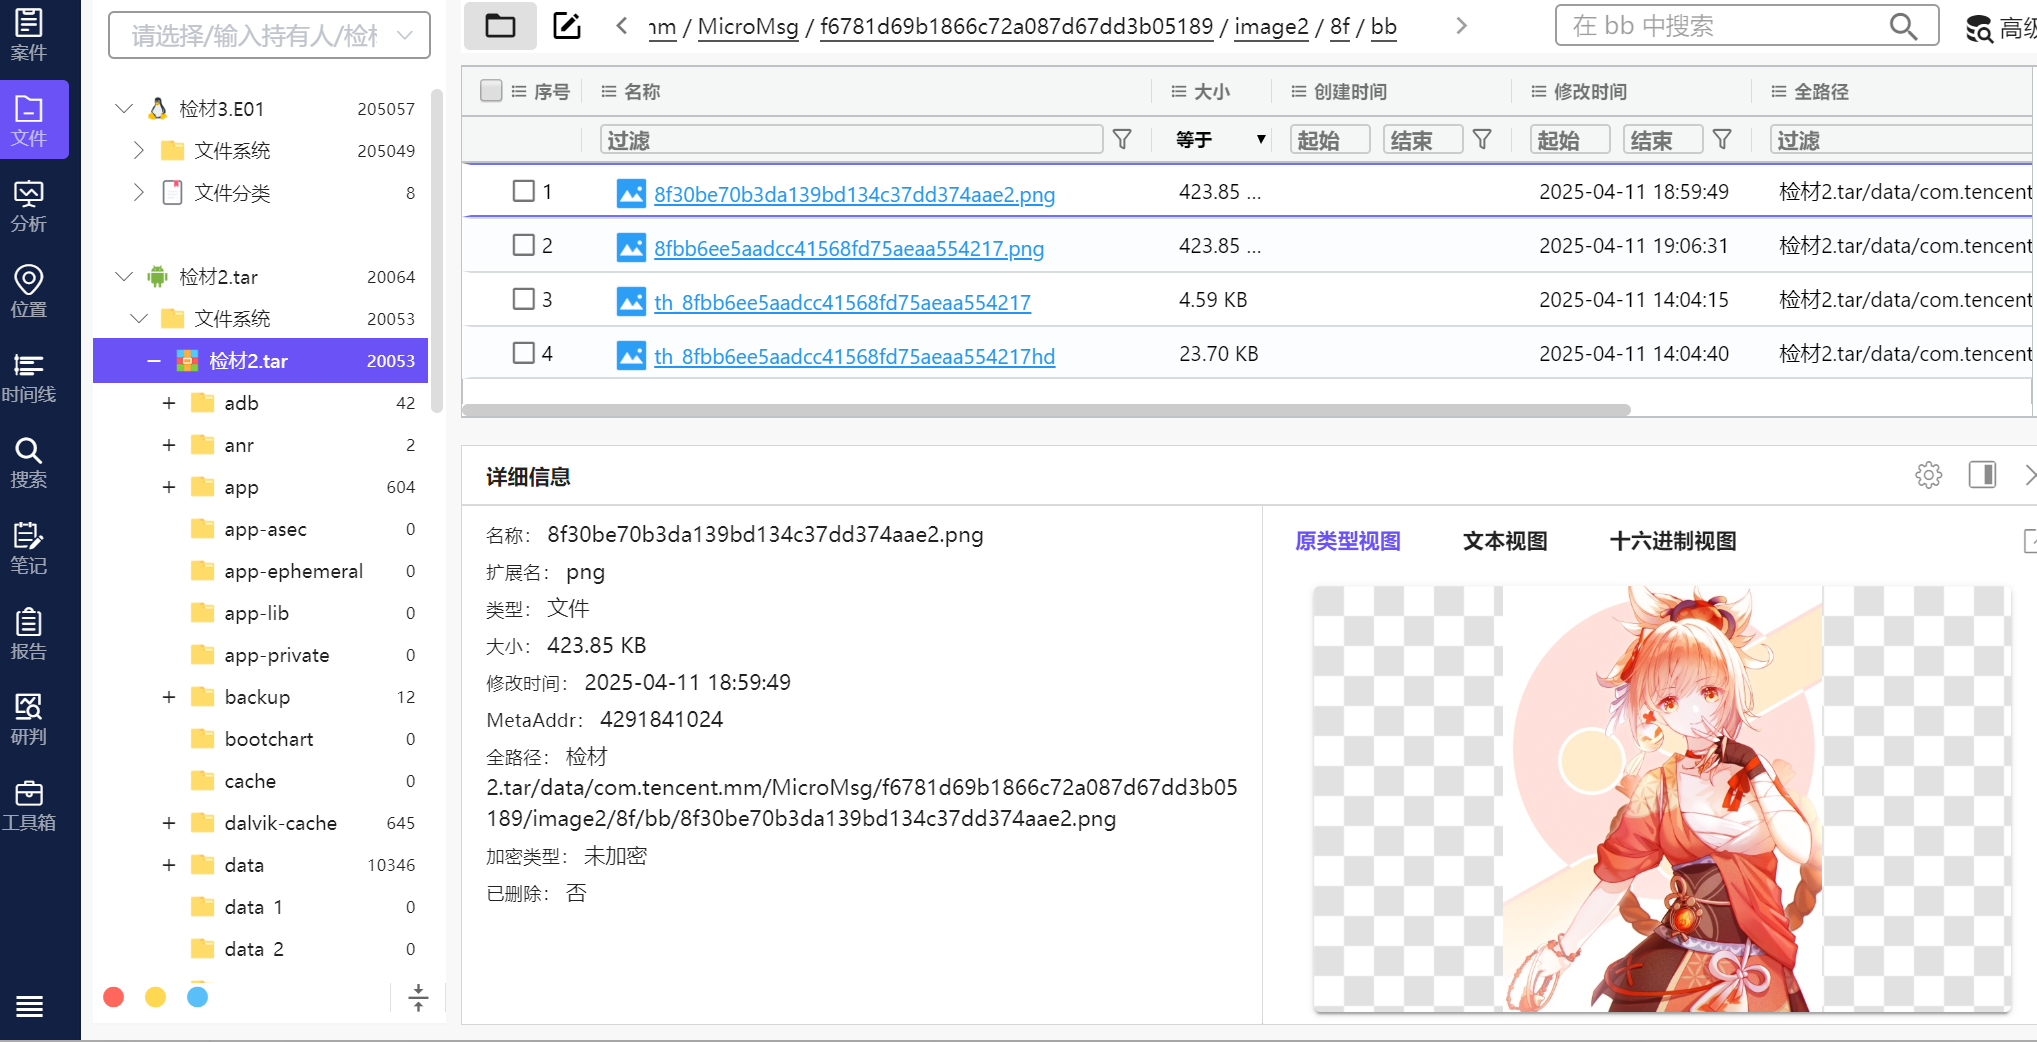 案件
文件
分析
位置
时间线
搜索
笔记
报告
研判
工具箱
请选择/输入持有人/检材
检材3.E01 205057
文件系统 205049
文件分类 8
检材2.tar 20064
文件系统 20053
检材2.tar 20053
adb 42
anr 2
app 604
app-asec 0
app-ephemeral 0
app-lib 0
app-private 0
backup 12
bootchart 0
cache 0
dalvik-cache 645
data 10346
data 1 0
data 2 0
mm / MicroMsg / f6781d69b1866c72a087d67dd3b05189 / image2 / 8f / bb
在 bb 中搜索
高级
序号 名称 大小 创建时间 修改时间 全路径
过滤 等于 起始 结束 起始 结束 过滤
1 8f30be70b3da139bd134c37dd374aae2.png 423.85 ... 2025-04-11 18:59:49 检材2.tar/data/com.tencent
2 8fbb6ee5aadcc41568fd75aeaa554217.png 423.85 ... 2025-04-11 19:06:31 检材2.tar/data/com.tencent
3 th_8fbb6ee5aadcc41568fd75aeaa554217 4.59 KB 2025-04-11 14:04:15 检材2.tar/data/com.tencent
4 th_8fbb6ee5aadcc41568fd75aeaa554217hd 23.70 KB 2025-04-11 14:04:40 检材2.tar/data/com.tencent
详细信息
名称： 8f30be70b3da139bd134c37dd374aae2.png
扩展名： png
类型： 文件
大小： 423.85 KB
修改时间： 2025-04-11 18:59:49
MetaAddr： 4291841024
全路径： 检材
2.tar/data/com.tencent.mm/MicroMsg/f6781d69b1866c72a087d67dd3b05
189/image2/8f/bb/8f30be70b3da139bd134c37dd374aae2.png
加密类型： 未加密
已删除： 否
原类型视图 文本视图 十六进制视图